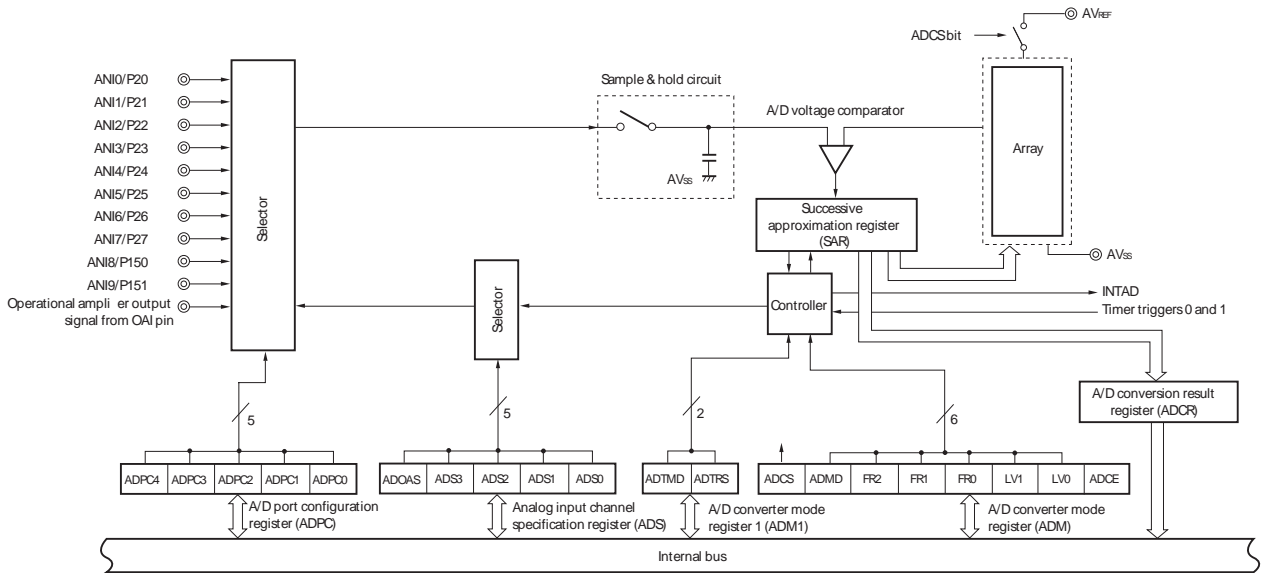 AVREF
ADCSbit
ANI0/P20
ANI1/P21
ANI2/P22
ANI3/P23
ANI4/P24
ANI5/P25
ANI6/P26
ANI7/P27
ANI8/P150
ANI9/P151
Operational ampli er output
signal from OAI pin
Selector
Sample & hold circuit
AVSS
A/D voltage comparator
Array
AVSS
Successive
approximation register
(SAR)
Selector
Controller
INTAD
Timer triggers 0 and 1
A/D conversion result
register (ADCR)
5
5
2
6
ADPC4 ADPC3 ADPC2 ADPC1 ADPC0
ADOAS ADS3 ADS2 ADS1 ADS0
ADTMD ADTRS
ADCS ADMD FR2 FR1 FR0 LV1 LV0 ADCE
A/D port configuration
register (ADPC)
Analog input channel
specification register (ADS)
A/D converter mode
register 1 (ADM1)
A/D converter mode
register (ADM)
Internal bus